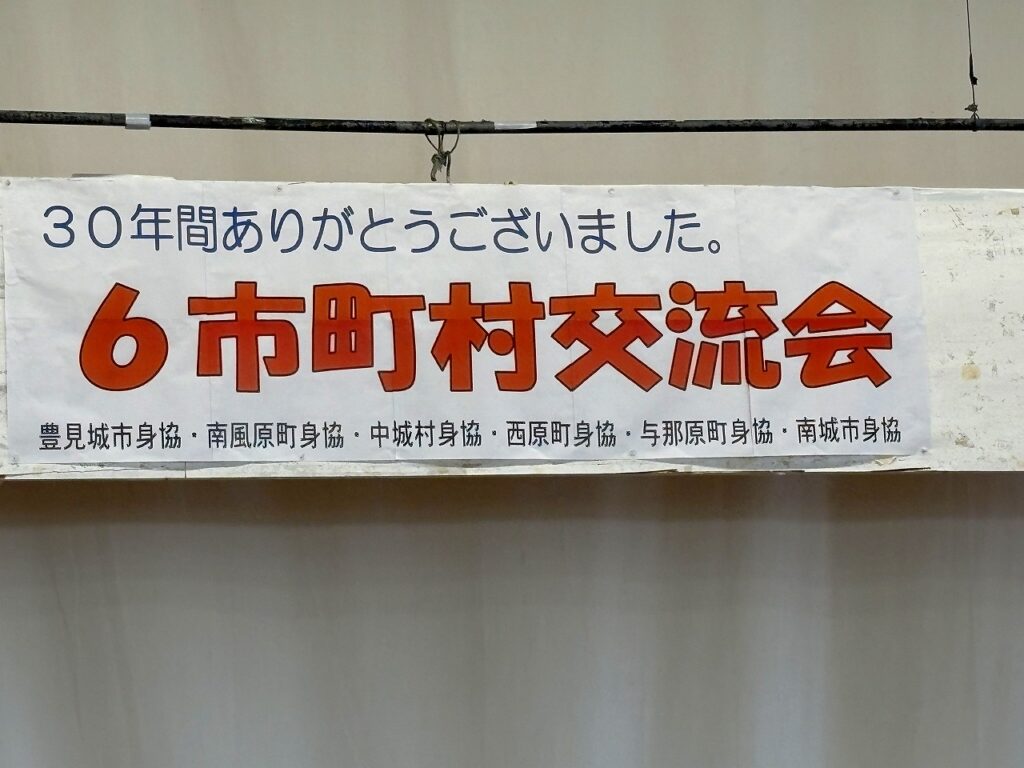 ３０年間ありがとうございました。
６市町村交流会
豊見城市身協・南風原町身協・中城村身協・西原町身協・与那原町身協・南城市身協